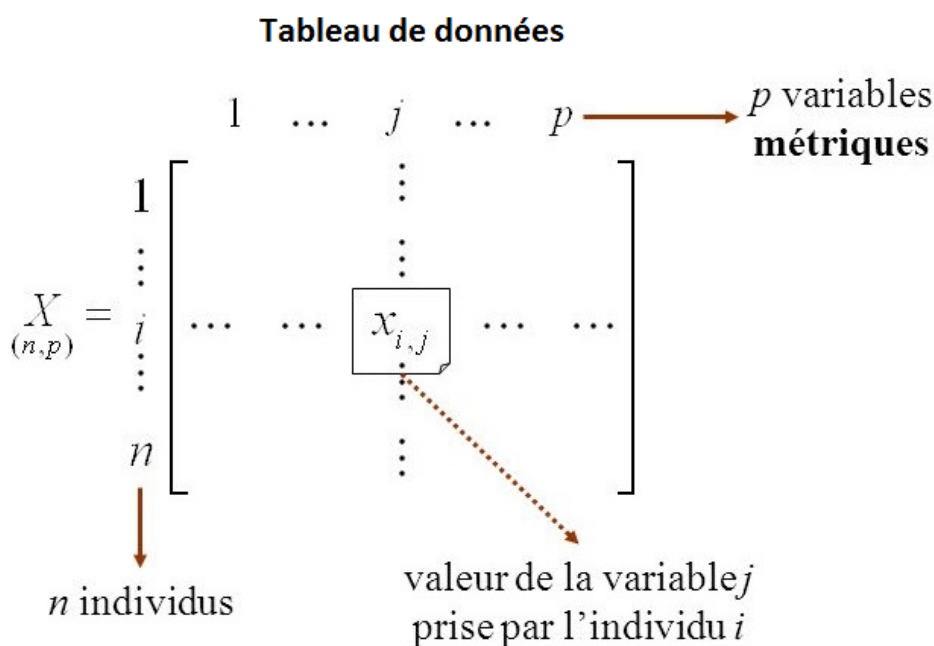 Tableau de données
1 ... j ... p
p variables
métriques
1
X = i ... ... x_{i,j} ... ...
(n,p)
n
n individus
valeur de la variable j
prise par l’individu i